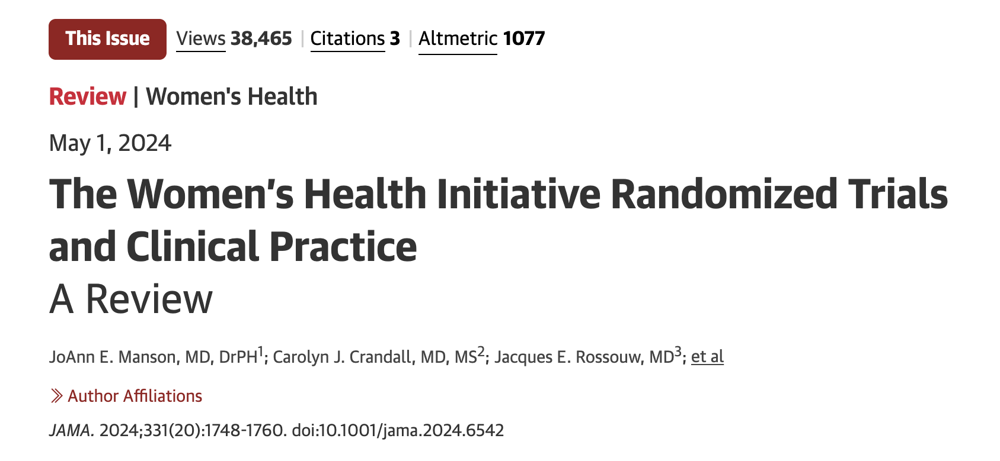 This Issue Views 38,465 | Citations 3 | Altmetric 1077
Review | Women's Health
May 1, 2024
The Women’s Health Initiative Randomized Trials
and Clinical Practice
A Review
JoAnn E. Manson, MD, DrPH1; Carolyn J. Crandall, MD, MS2; Jacques E. Rossouw, MD3; et al
Author Affiliations
JAMA. 2024;331(20):1748-1760. doi:10.1001/jama.2024.6542